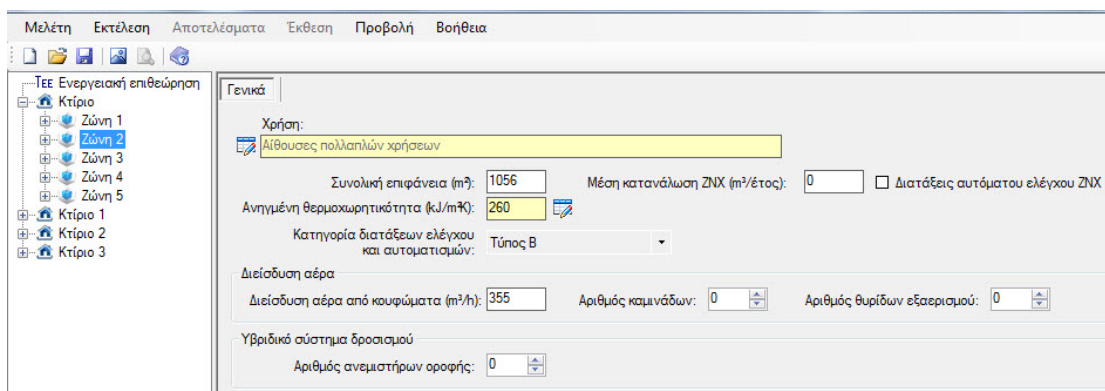 Μελέτη Εκτέλεση Αποτελέσματα Έκθεση Προβολή Βοήθεια
ΤΕΕ Ενεργειακή επιθεώρηση
Κτίριο
Ζώνη 1
Ζώνη 2
Ζώνη 3
Ζώνη 4
Ζώνη 5
Κτίριο 1
Κτίριο 2
Κτίριο 3
Γενικά
Χρήση:
Αίθουσες πολλαπλών χρήσεων
Συνολική επιφάνεια (m²): 1056 Μέση κατανάλωση ΖΝΧ (m³/έτος): 0 Διατάξεις αυτόματου ελέγχου ΖΝΧ
Ανηγμένη θερμοχωρητικότητα (kJ/m²K): 260
Κατηγορία διατάξεων ελέγχου
και αυτοματισμών: Τύπος Β
Διείσδυση αέρα
Διείσδυση αέρα από κουφώματα (m³/h): 355 Αριθμός καμινάδων: 0 Αριθμός θυρίδων εξαερισμού: 0
Υβριδικό σύστημα δροσισμού
Αριθμός ανεμιστήρων οροφής: 0